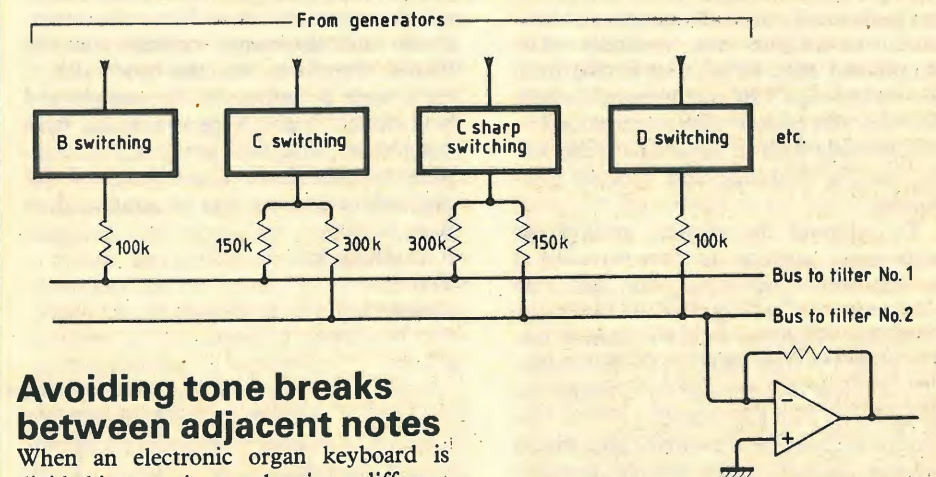 From generators
B switching
C switching
C sharp
switching
D switching
etc.
100k
150k
300k
300k
150k
100k
Bus to filter No. 1
Bus to filter No. 2
−
+
Avoiding tone breaks
between adjacent notes
When an electronic organ keyboard is